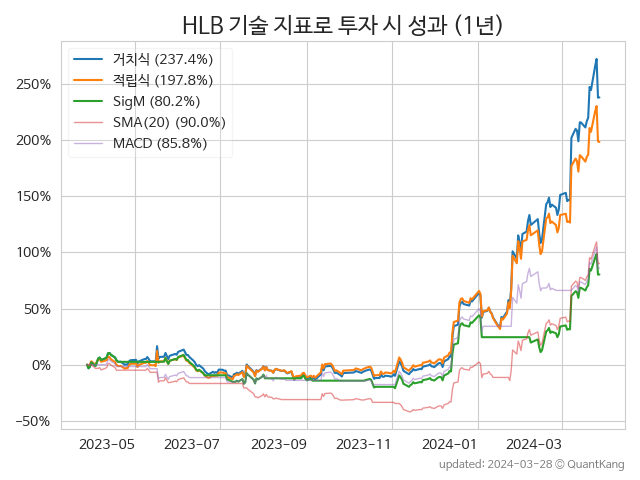 HLB 기술 지표로 투자 시 성과 (1년)
거치식 (237.4%)
적립식 (197.8%)
SigM (80.2%)
SMA(20) (90.0%)
MACD (85.8%)
250%
200%
150%
100%
50%
0%
−50%
2023-05
2023-07
2023-09
2023-11
2024-01
2024-03
updated: 2024-03-28 © QuantKang